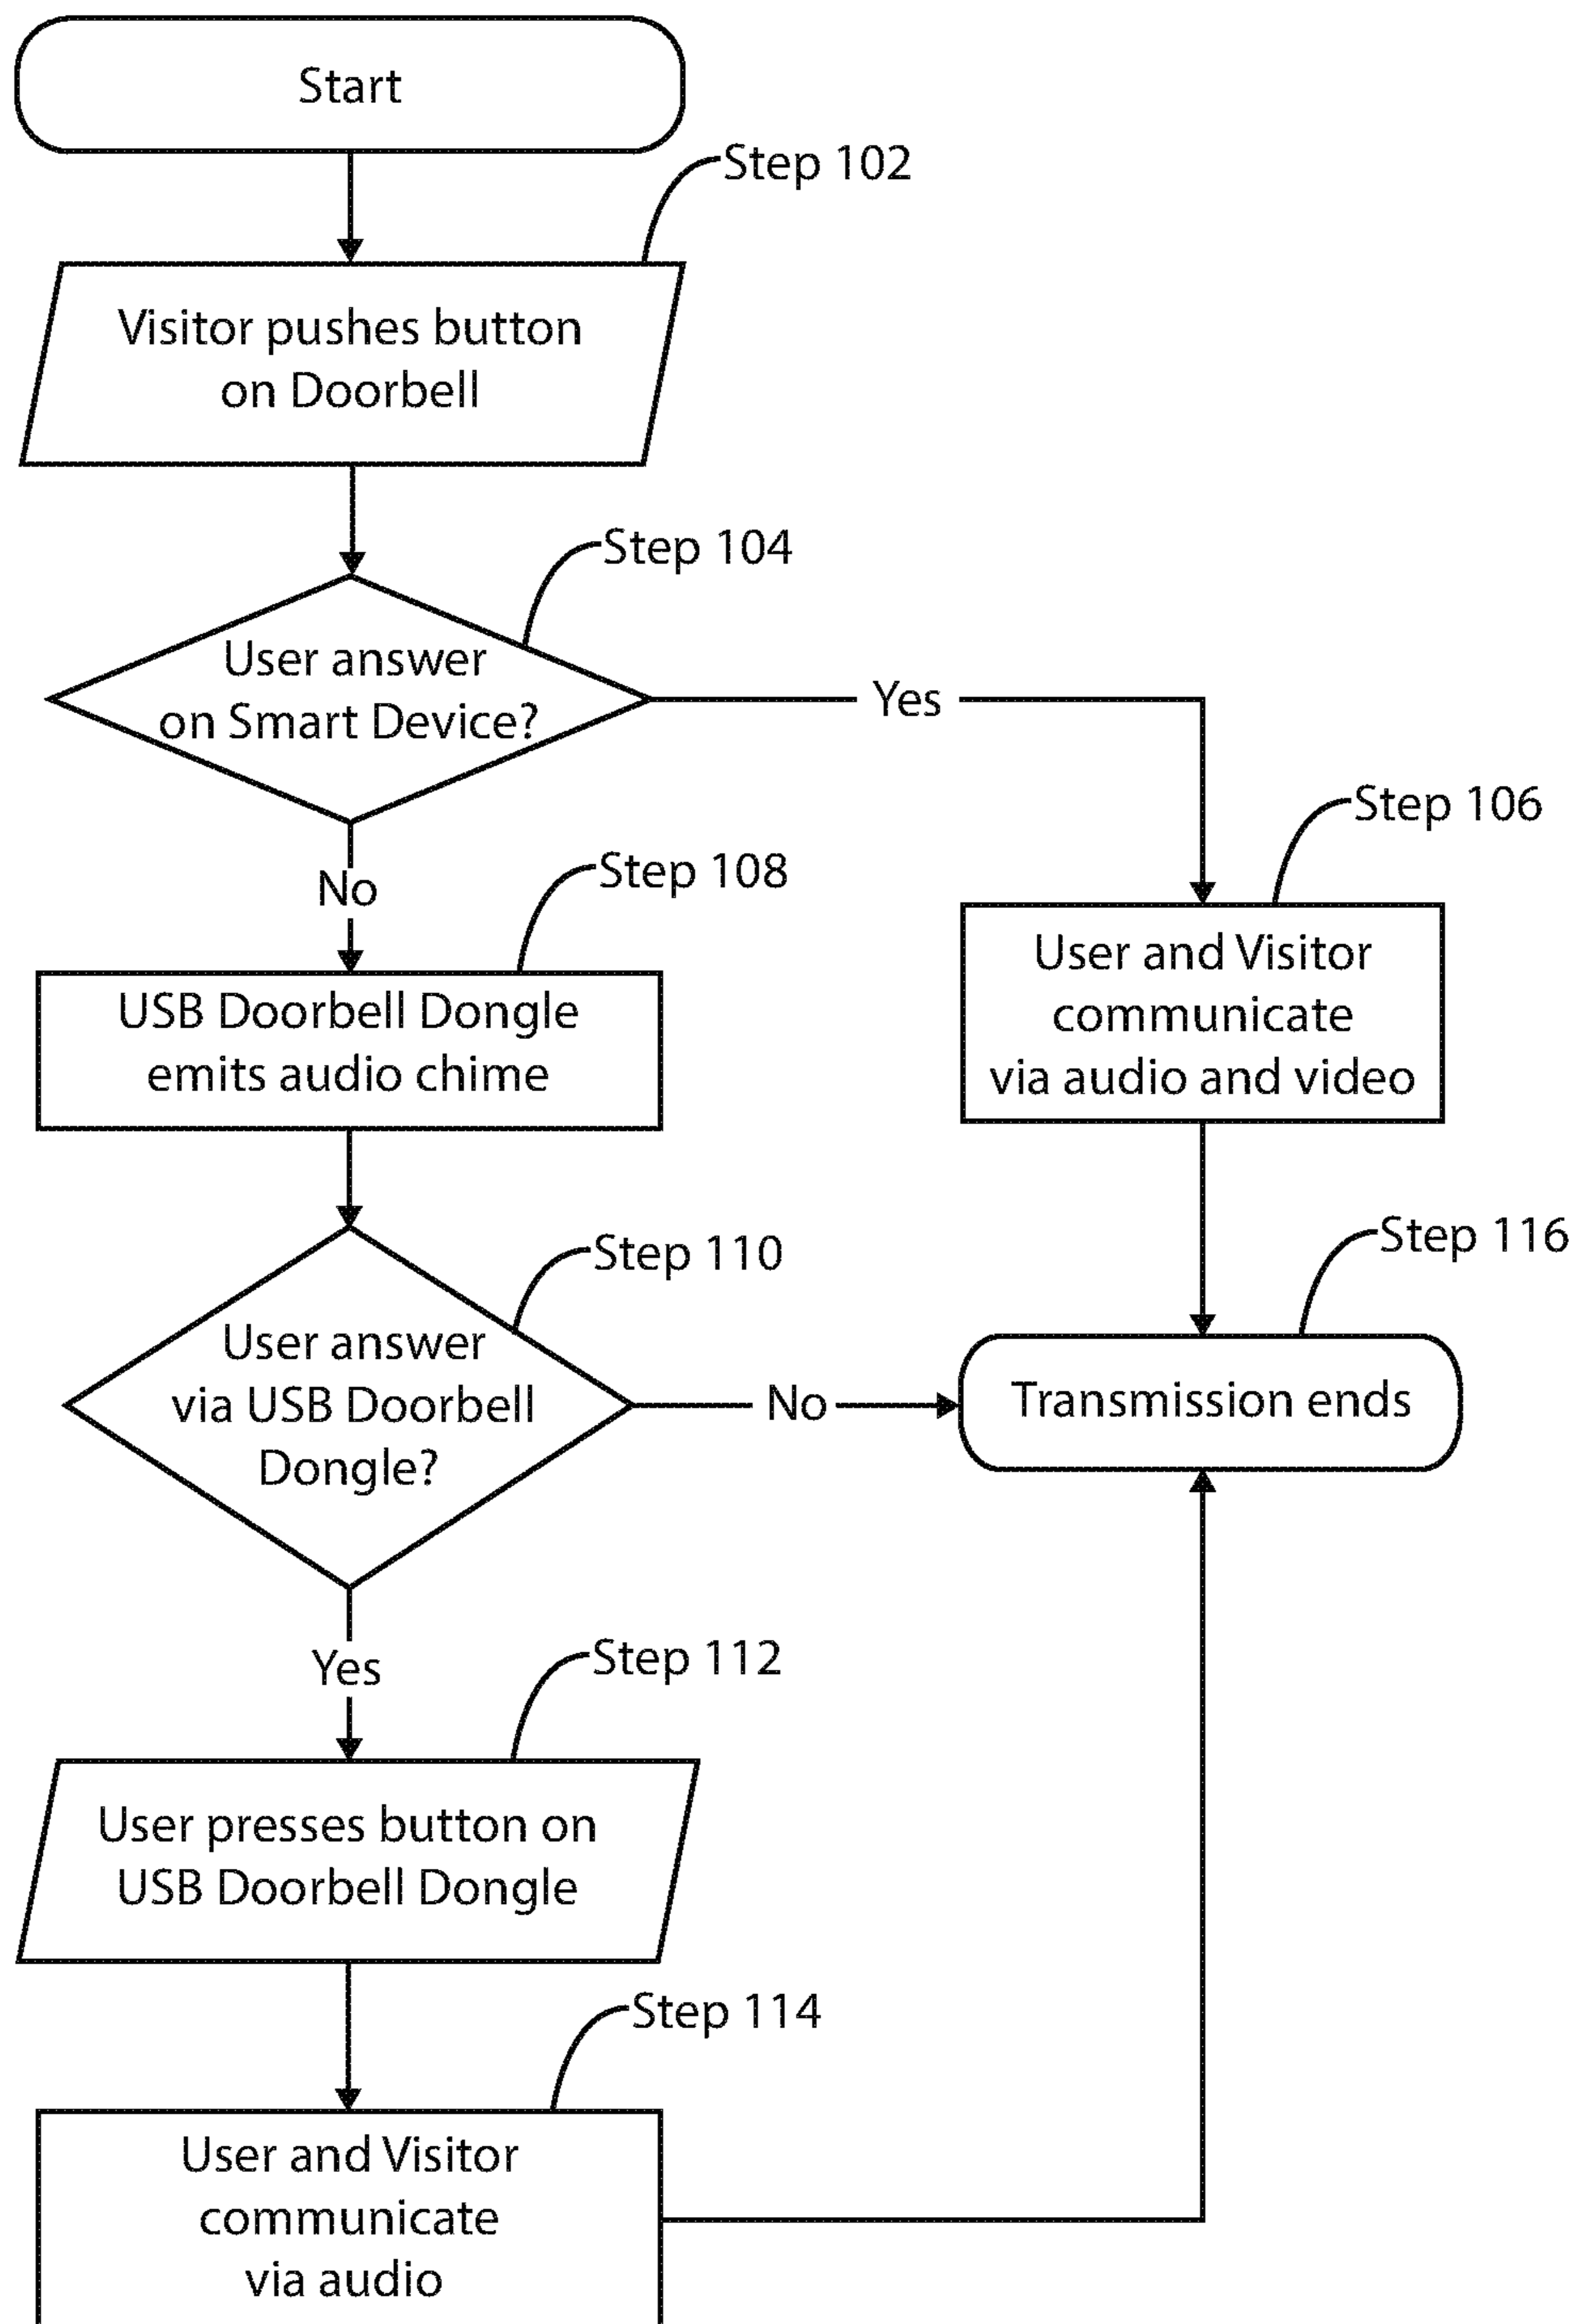 Start
Step 102
Visitor pushes button
on Doorbell
Step 104
User answer
on Smart Device?
Yes
Step 106
No
Step 108
User and Visitor
communicate
via audio and video
USB Doorbell Dongle
emits audio chime
Step 110
Step 116
User answer
via USB Doorbell
Dongle?
No
Transmission ends
Yes
Step 112
User presses button on
USB Doorbell Dongle
Step 114
User and Visitor
communicate
via audio